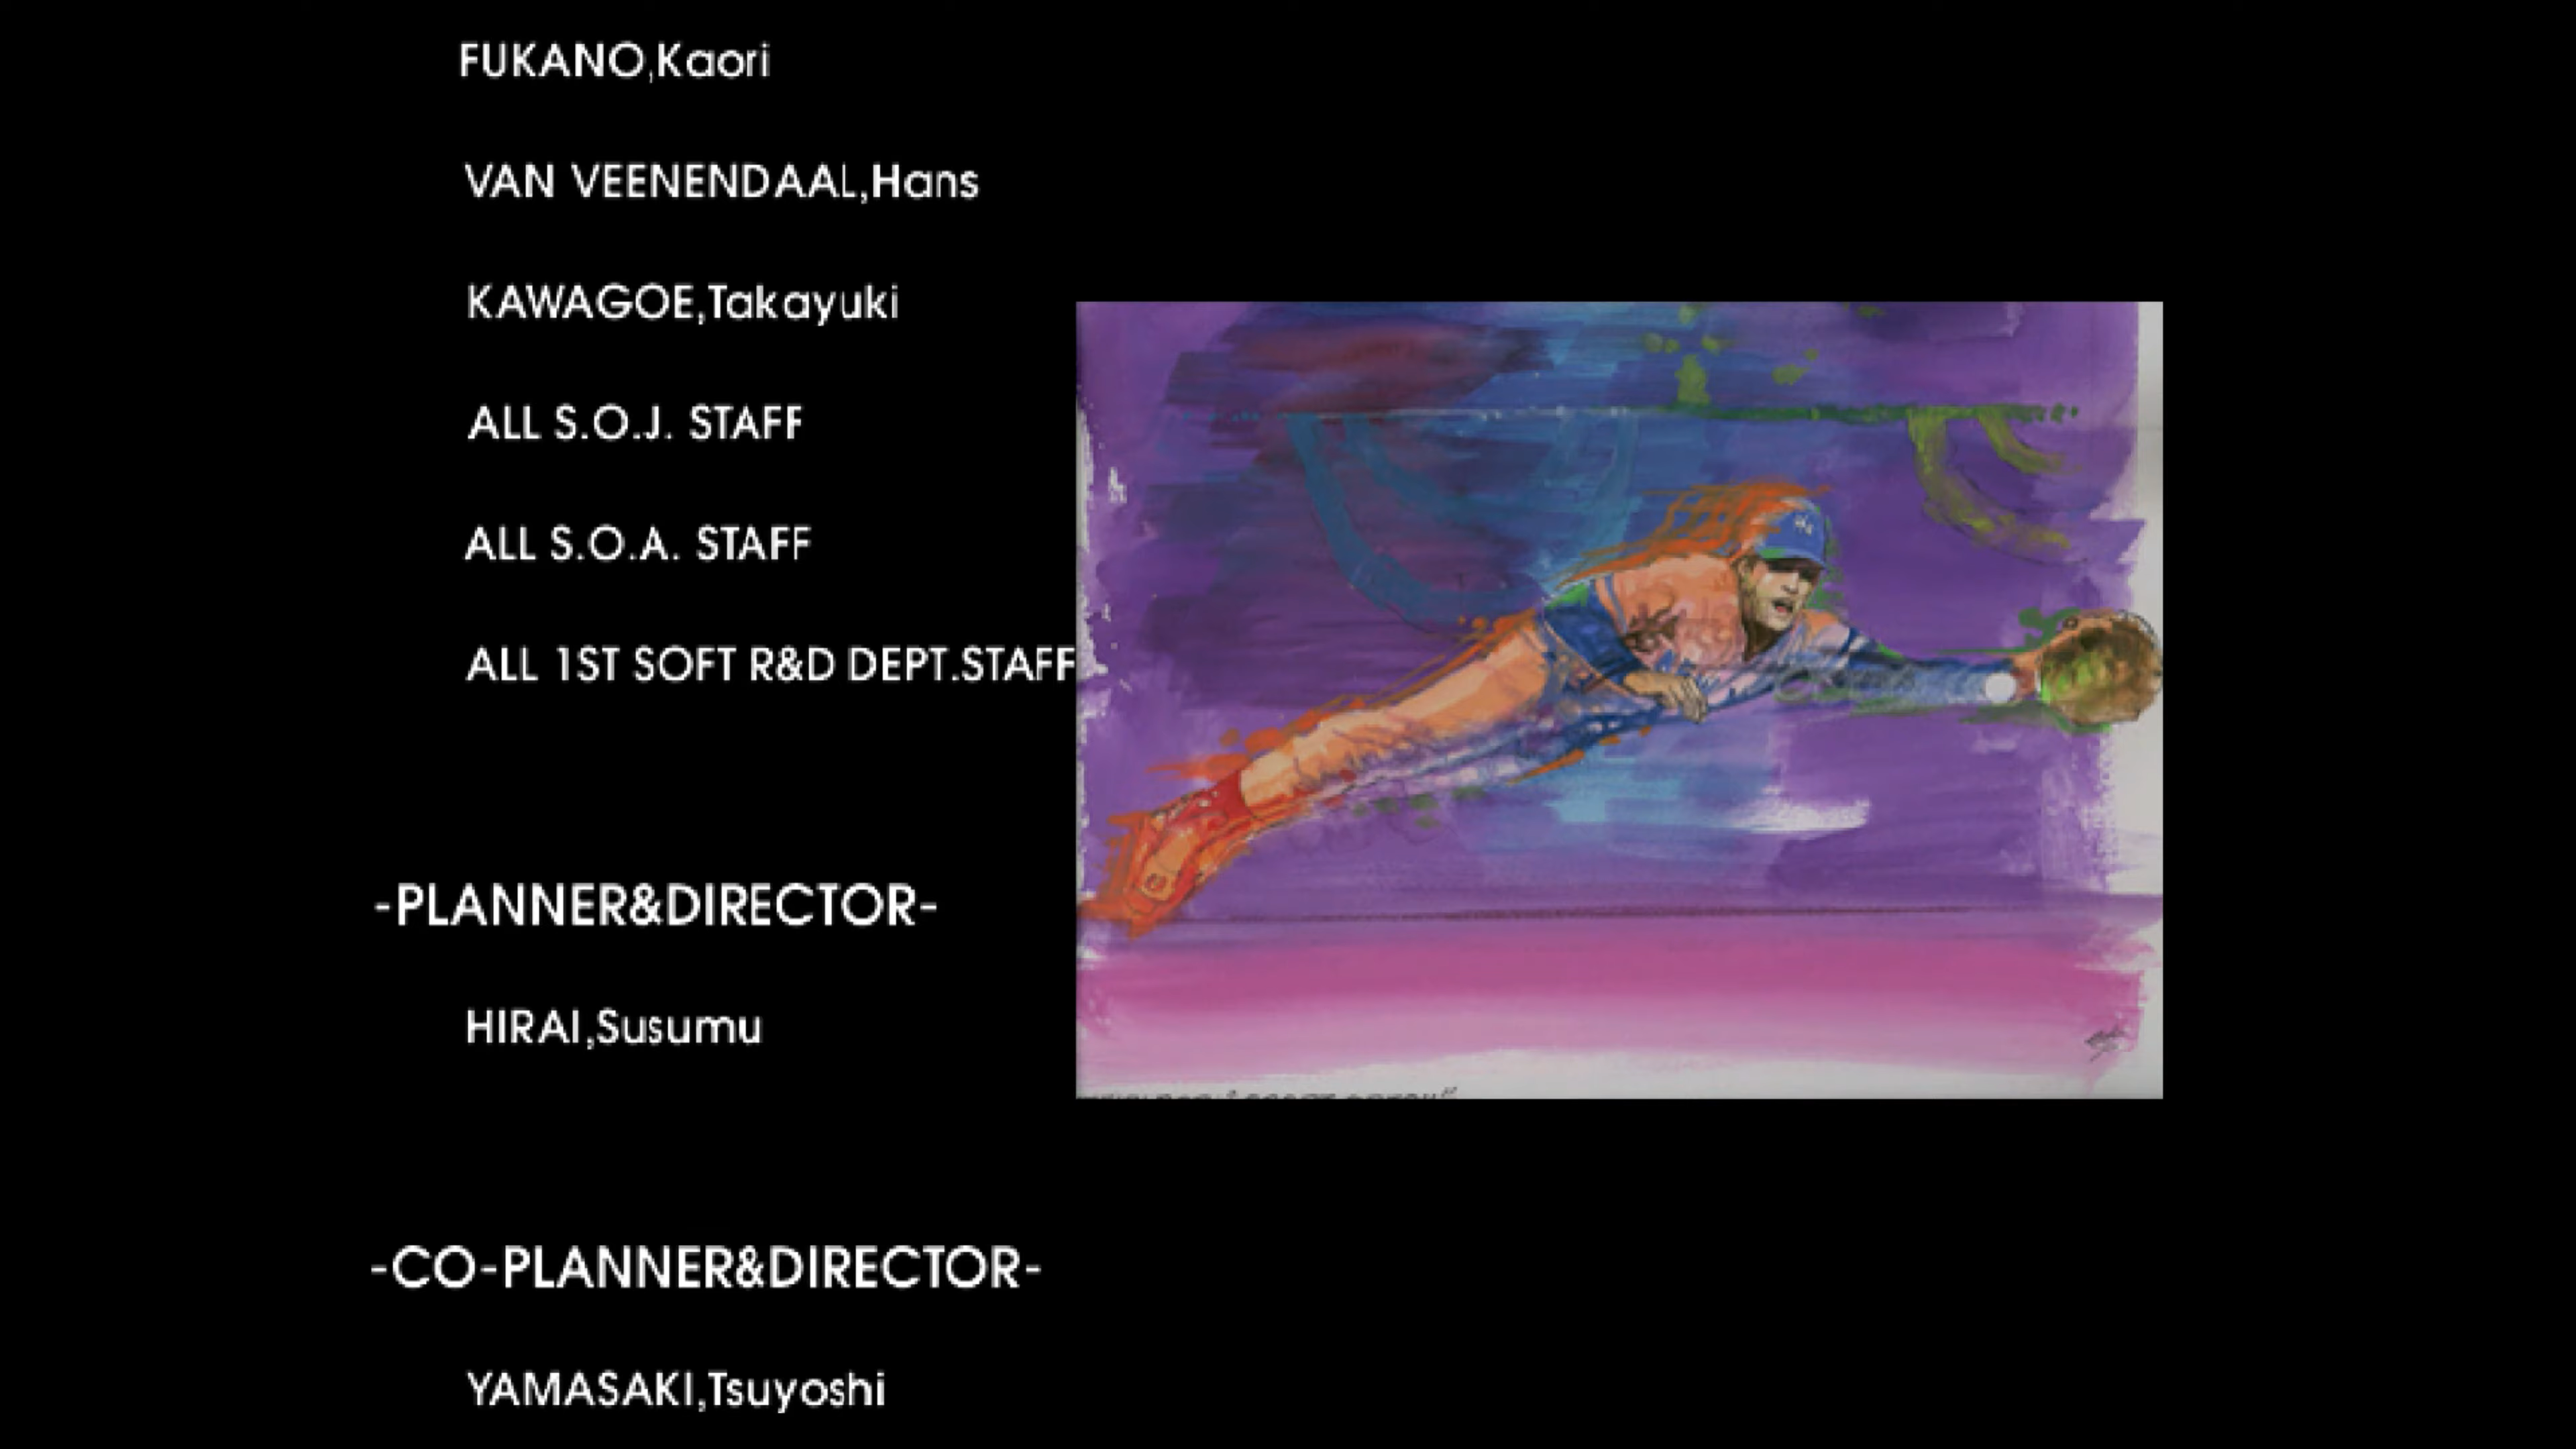 FUKANO,Kaori
VAN VEENENDAAL,Hans
KAWAGOE,Takayuki
ALL S.O.J. STAFF
ALL S.O.A. STAFF
ALL 1ST SOFT R&D DEPT.STAFF
-PLANNER&DIRECTOR-
HIRAI,Susumu
-CO-PLANNER&DIRECTOR-
YAMASAKI,Tsuyoshi